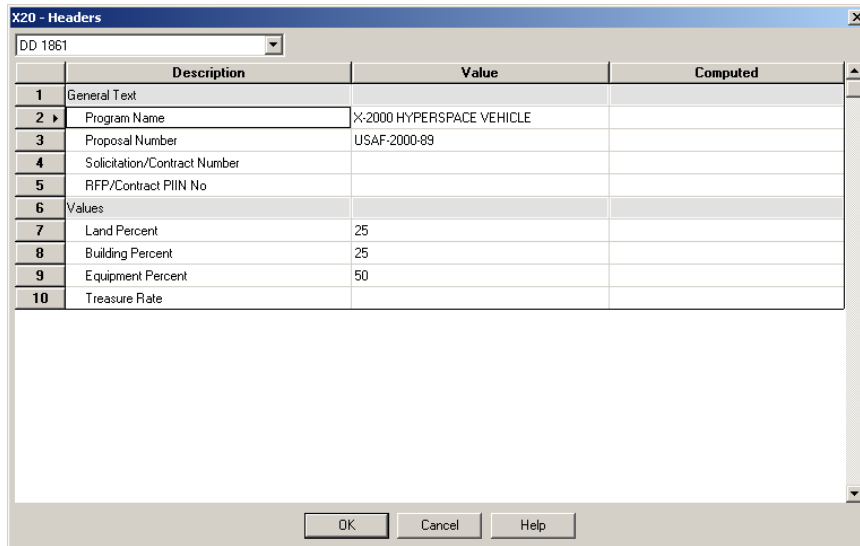 X20 - Headers
DD 1861
Description Value Computed
1 General Text
2 Program Name X-2000 HYPERSPACE VEHICLE
3 Proposal Number USAF-2000-89
4 Solicitation/Contract Number
5 RFP/Contract PIIN No
6 Values
7 Land Percent 25
8 Building Percent 25
9 Equipment Percent 50
10 Treasure Rate
OK Cancel Help